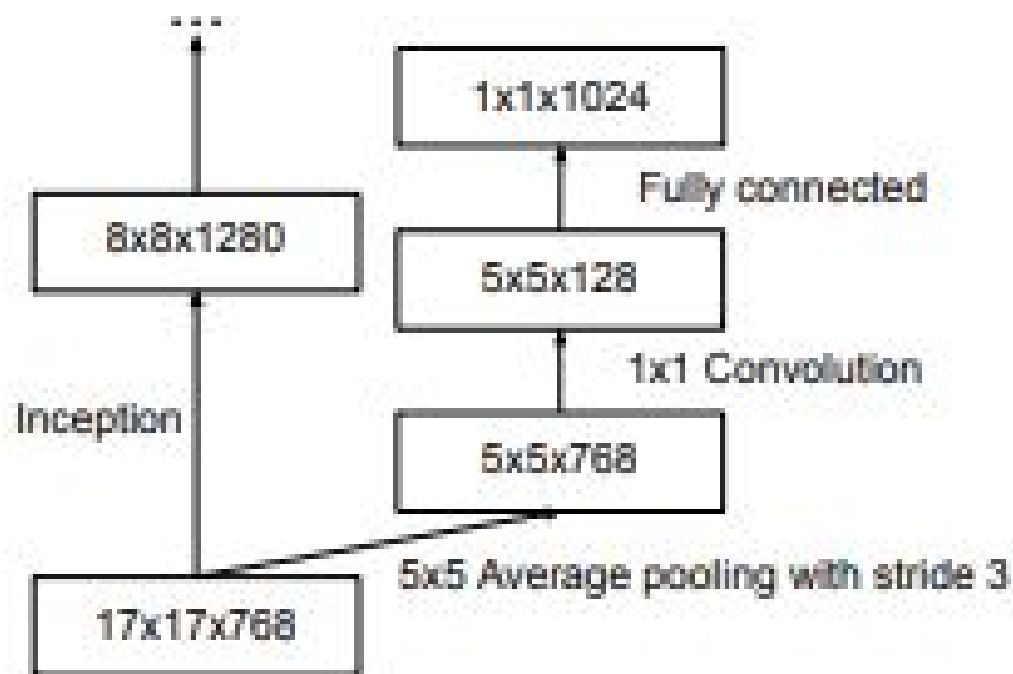 ...
1x1x1024
Fully connected
8x8x1280
5x5x128
1x1 Convolution
Inception
5x5x768
5x5 Average pooling with stride 3
17x17x768